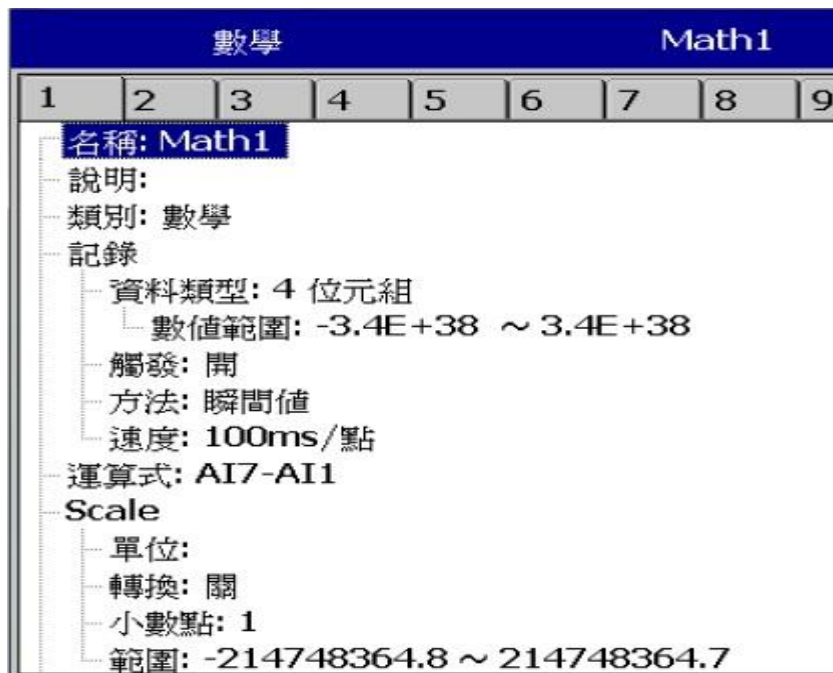 數學 Math1
1 2 3 4 5 6 7 8 9
名稱: Math1
說明:
類別: 數學
記錄
資料類型: 4 位元組
數值範圍: -3.4E+38 ~ 3.4E+38
觸發: 開
方法: 瞬間值
速度: 100ms/點
運算式: AI7-AI1
Scale
單位:
轉換: 關
小數點: 1
範圍: -214748364.8 ~ 214748364.7